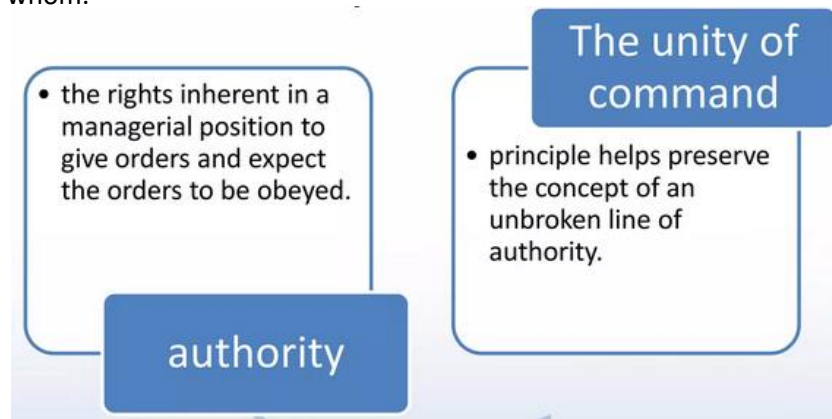 whom.
• the rights inherent in a
managerial position to
give orders and expect
the orders to be obeyed.
authority
The unity of
command
• principle helps preserve
the concept of an
unbroken line of
authority.